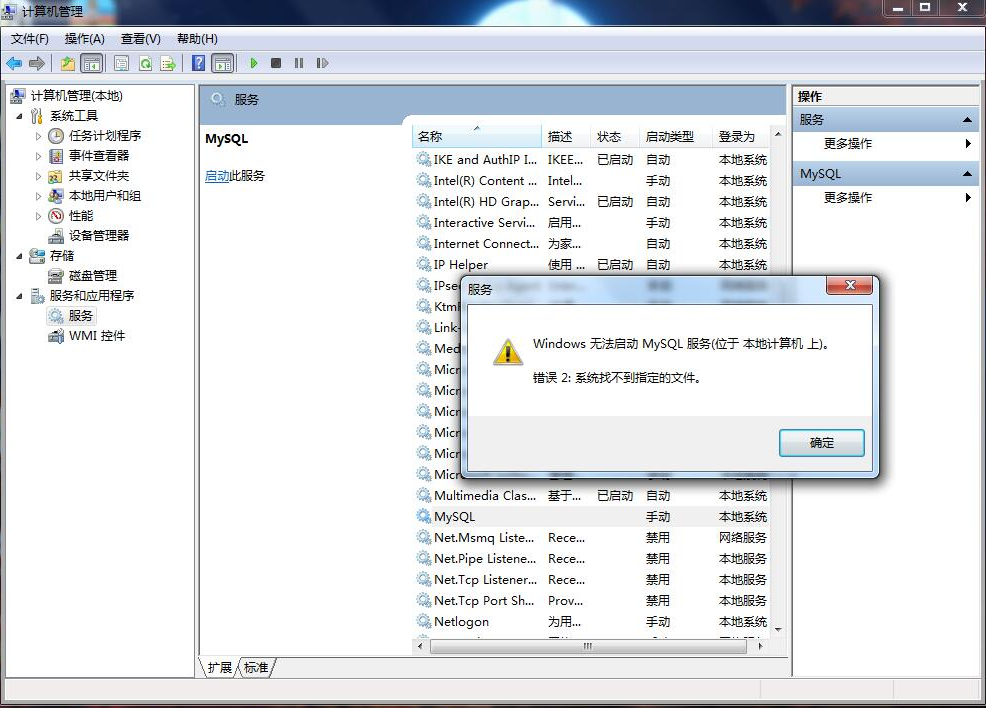 计算机管理
文件(F) 操作(A) 查看(V) 帮助(H)
计算机管理(本地)
系统工具
任务计划程序
事件查看器
共享文件夹
本地用户和组
性能
设备管理器
存储
磁盘管理
服务和应用程序
服务
WMI 控件
服务
MySQL
启动此服务
名称 描述 状态 启动类型 登录为
IKE and AuthIP I... IKEE... 已启动 自动 本地系统
Intel(R) Content ... Intel... 手动 本地系统
Intel(R) HD Grap... Servi... 已启动 自动 本地系统
Interactive Servi... 启用... 手动 本地系统
Internet Connect... 为家... 自动 本地系统
IP Helper 使用 ... 已启动 自动 本地系统
IPse
Ktm
Link-
Med
Micr
Micr
Micr
Micr
Micr
Micr
Multimedia Clas... 基于... 已启动 自动 本地系统
MySQL 手动 本地系统
Net.Msmq Liste... Rece... 禁用 网络服务
Net.Pipe Listene... Rece... 禁用 本地服务
Net.Tcp Listener... Rece... 禁用 本地服务
Net.Tcp Port Sh... Prov... 禁用 本地服务
Netlogon 为用... 手动 本地系统
扩展 标准
操作
服务
更多操作
MySQL
更多操作
服务
Windows 无法启动 MySQL 服务(位于 本地计算机 上)。
错误 2: 系统找不到指定的文件。
确定